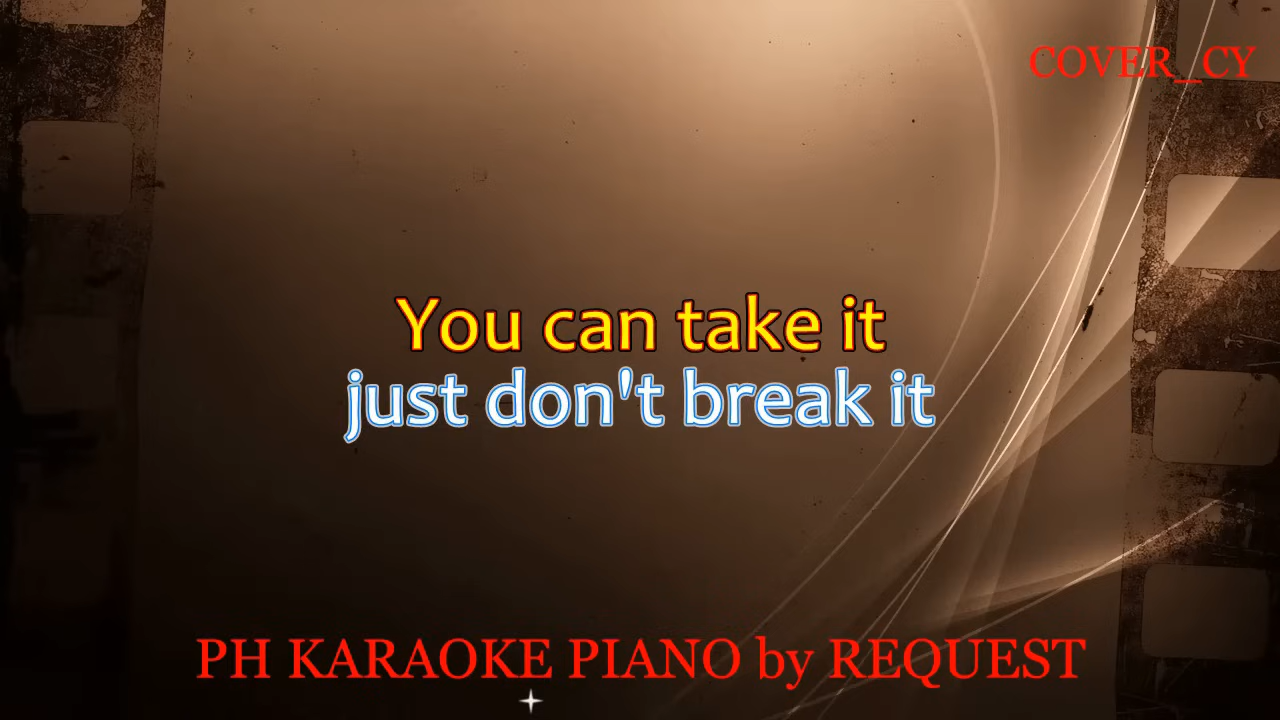 COVER_CY
You can take it
just don't break it
PH KARAOKE PIANO by REQUEST